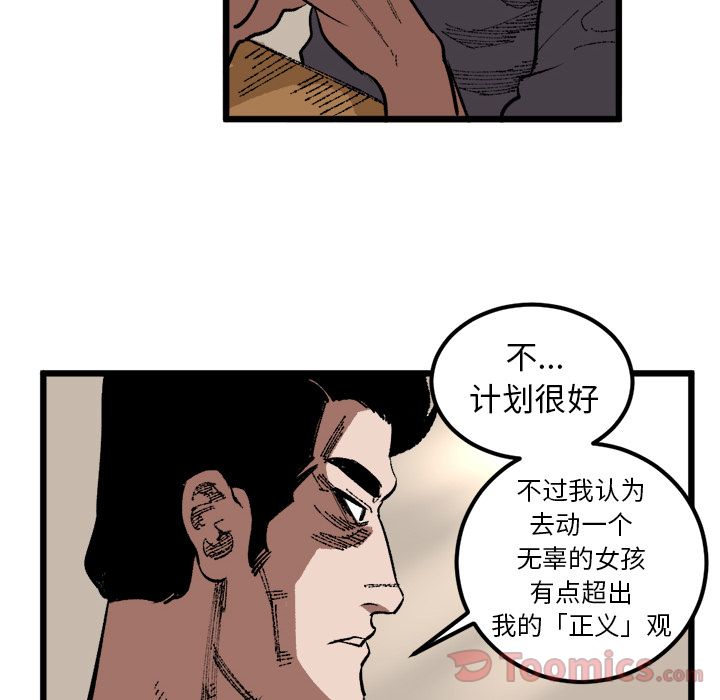 不…
计划很好
不过我认为
去动一个
无辜的女孩
有点超出
我的「正义」观
Toomics.com